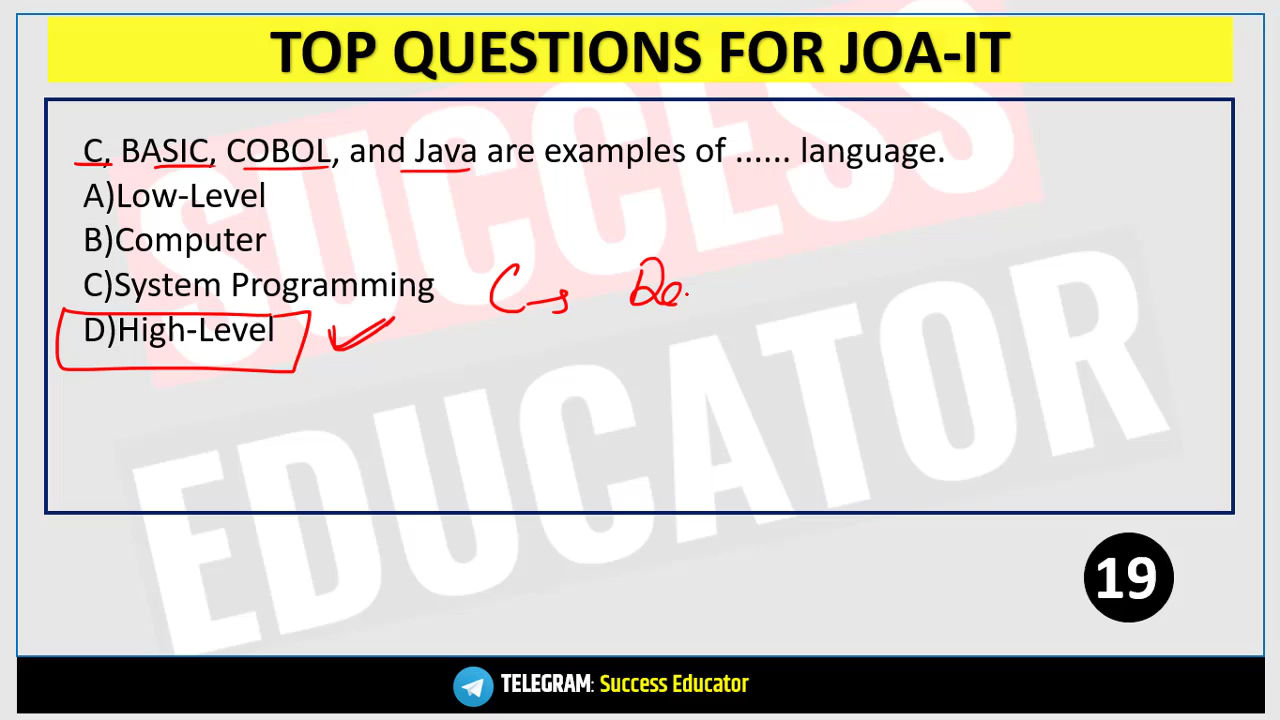 TOP QUESTIONS FOR JOA-IT
SUCCESS
C, BASIC, COBOL, and Java are examples of ...... language.
A)Low-Level
B)Computer
C)System Programming
D)High-Level
C → De.
EDUCATOR
19
TELEGRAM: Success Educator